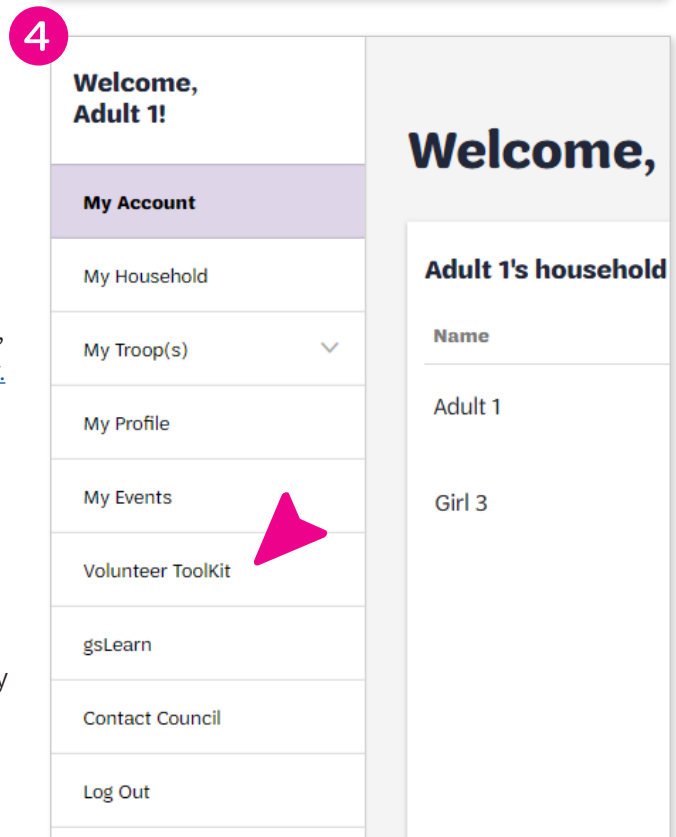 4
Welcome,
Adult 1!
My Account
My Household
My Troop(s)
My Profile
My Events
Volunteer ToolKit
gsLearn
Contact Council
Log Out
Welcome,
Adult 1's household
Name
Adult 1
Girl 3